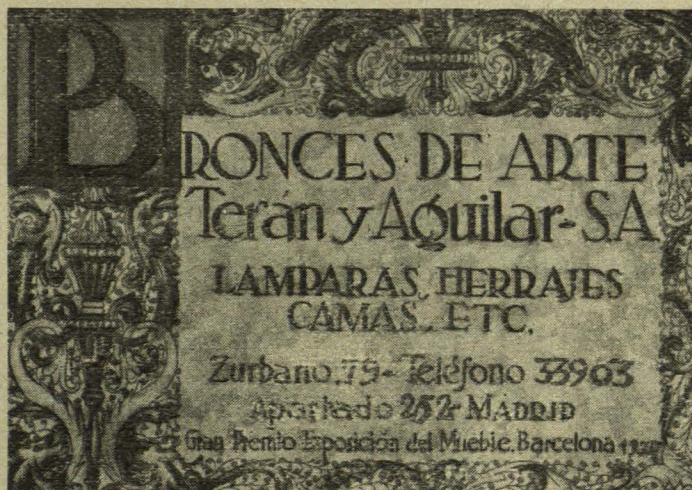 BRONCES DE ARTE
Terán y Aguilar-SA
LAMPARAS, HERRAJES
CAMAS, ETC.
Zurbano, 79- Teléfono 33903
Apartado 252- MADRID
Gran Premio Exposición del Mueble. Barcelona